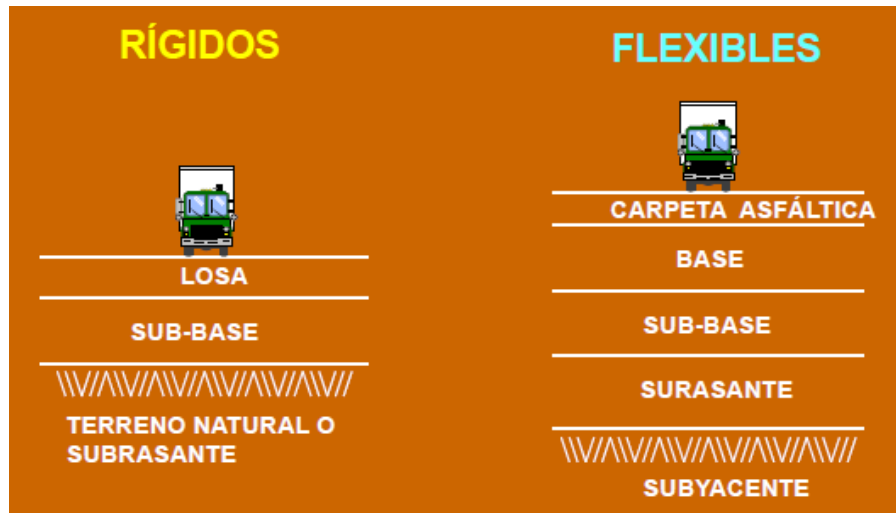 RÍGIDOS
LOSA
SUB-BASE
TERRENO NATURAL O
SUBRASANTE
FLEXIBLES
CARPETA ASFÁLTICA
BASE
SUB-BASE
SURASANTE
SUBYACENTE